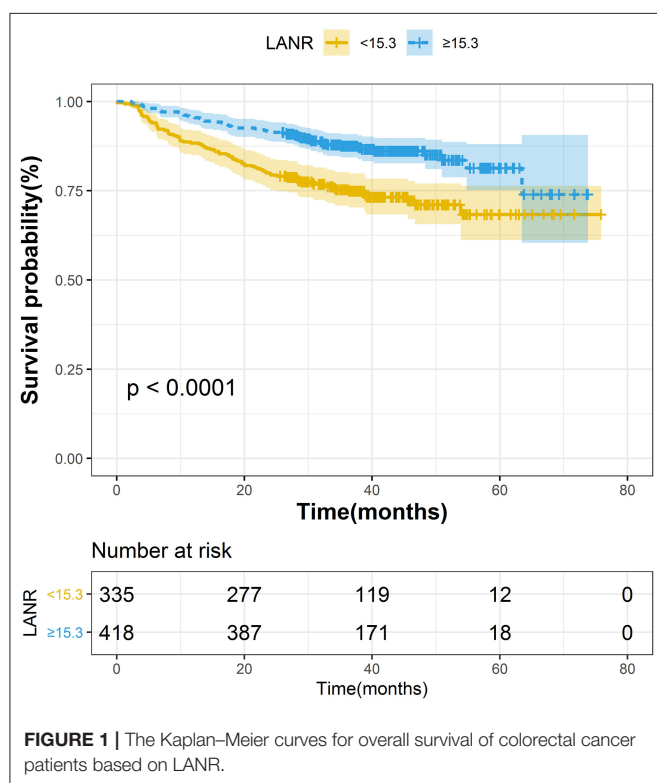 LANR <15.3 ≥15.3
1.00
0.75
0.50
0.25
0.00
Survival probability(%)
p < 0.0001
0 20 40 60 80
Time(months)
Number at risk
LANR
<15.3 335 277 119 12 0
≥15.3 418 387 171 18 0
0 20 40 60 80
Time(months)
FIGURE 1 | The Kaplan–Meier curves for overall survival of colorectal cancer
patients based on LANR.